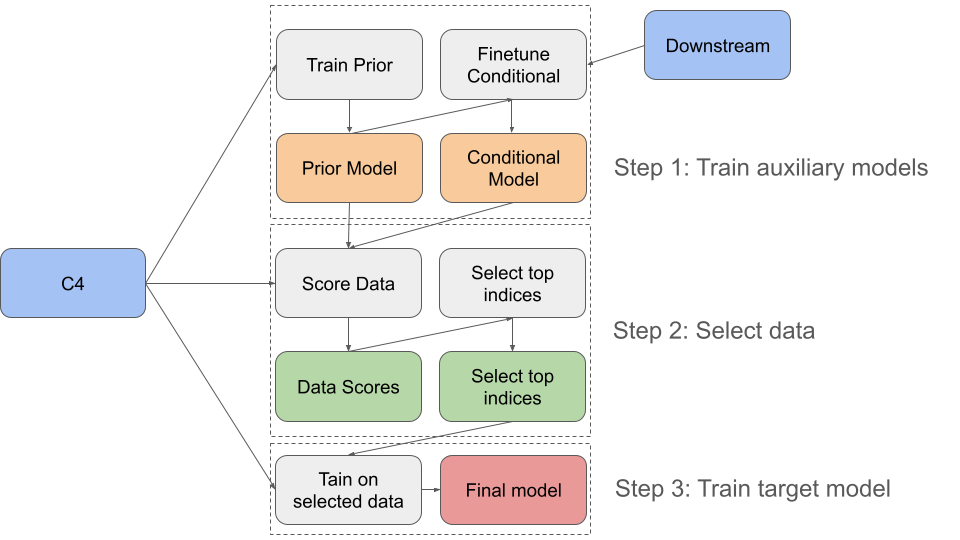 Train Prior
Finetune
Conditional
Downstream
Prior Model
Conditional
Model
Step 1: Train auxiliary models
C4
Score Data
Select top
indices
Step 2: Select data
Data Scores
Select top
indices
Tain on
selected data
Final model
Step 3: Train target model